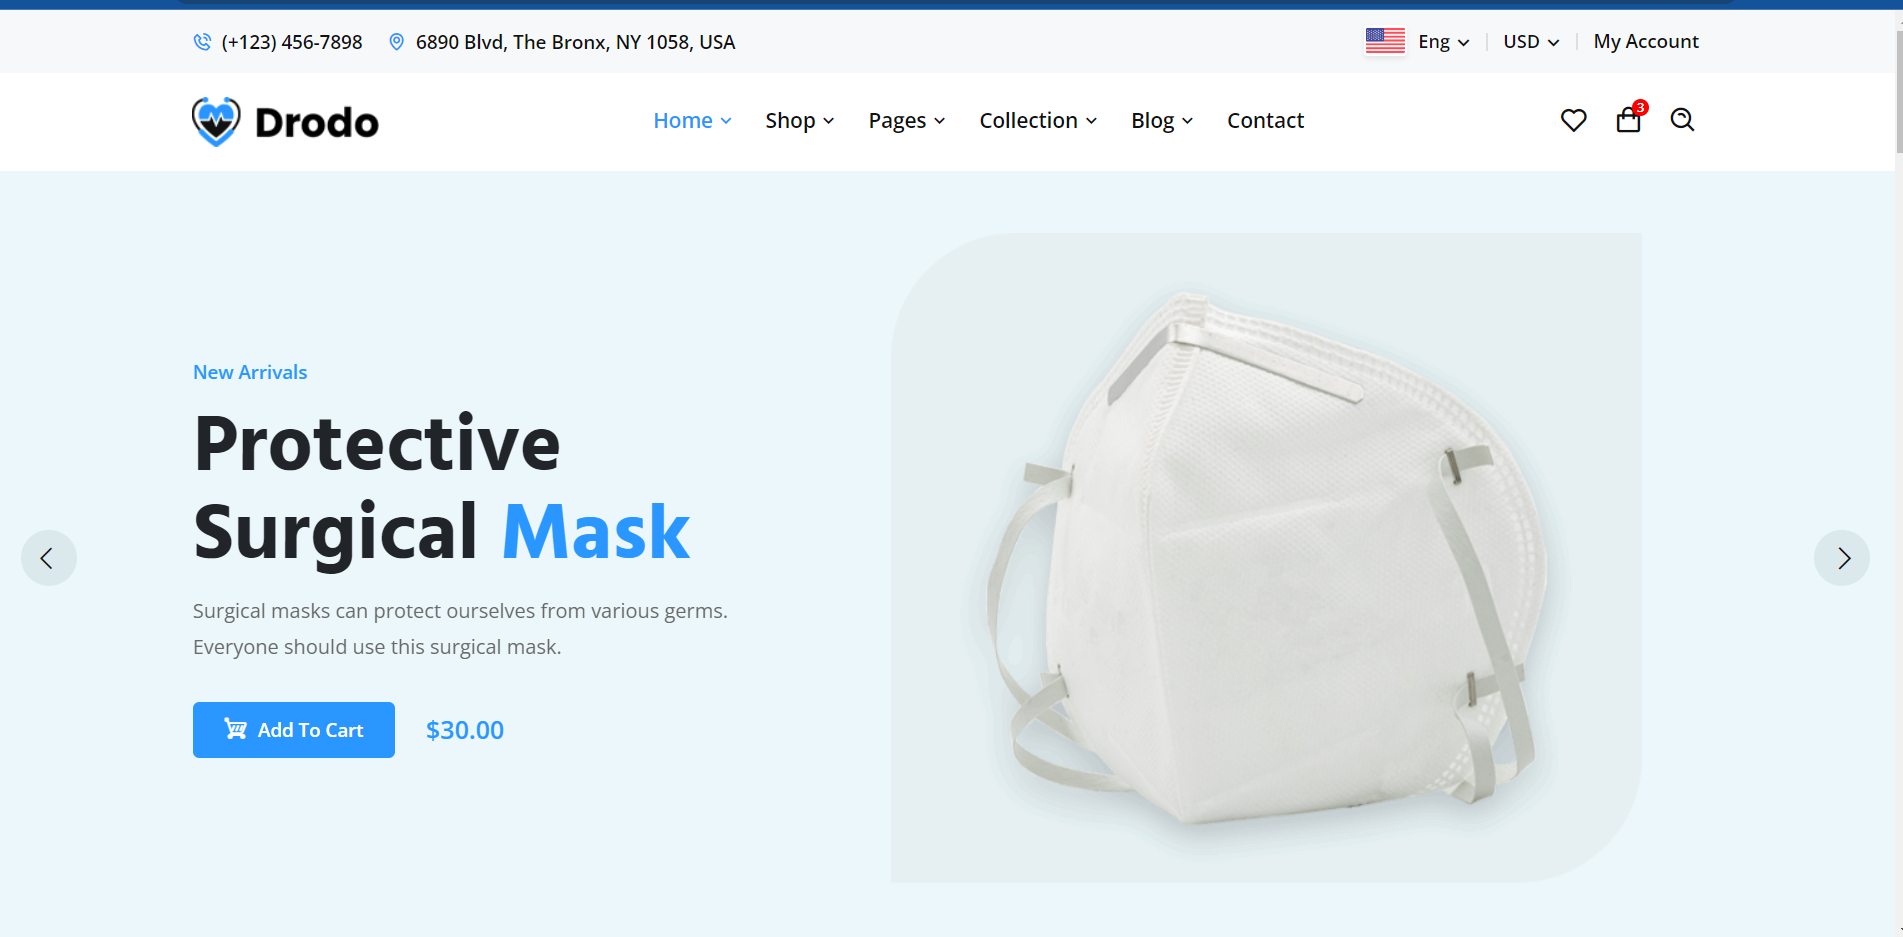 (+123) 456-7898 6890 Blvd, The Bronx, NY 1058, USA Eng USD My Account
Drodo Home Shop Pages Collection Blog Contact 3
New Arrivals
Protective
Surgical Mask
Surgical masks can protect ourselves from various germs.
Everyone should use this surgical mask.
Add To Cart $30.00